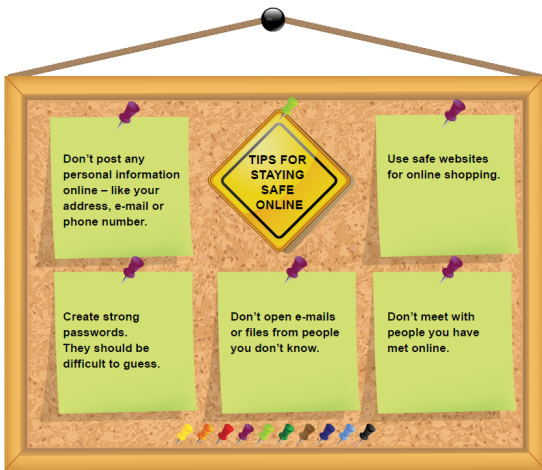 Don't post any
personal information
online – like your
address, e-mail or
phone number.
TIPS FOR
STAYING
SAFE
ONLINE
Use safe websites
for online shopping.
Create strong
passwords.
They should be
difficult to guess.
Don't open e-mails
or files from people
you don't know.
Don't meet with
people you have
met online.